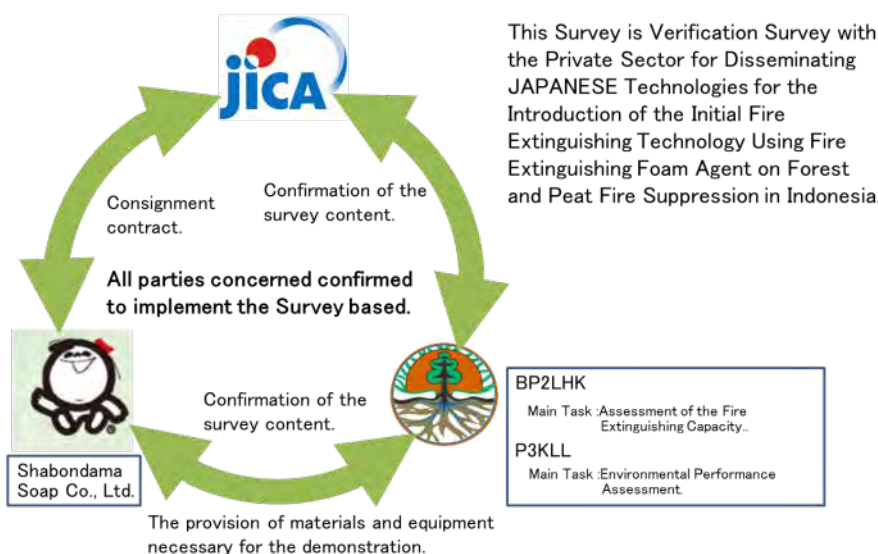 JICA
This Survey is Verification Survey with
the Private Sector for Disseminating
JAPANESE Technologies for the
Introduction of the Initial Fire
Extinguishing Technology Using Fire
Extinguishing Foam Agent on Forest
and Peat Fire Suppression in Indonesia
Consignment
contract.
Confirmation of the
survey content.
All parties concerned confirmed
to implement the Survey based.
Confirmation of the
survey content.
Shabondama
Soap Co., Ltd.
BP2LHK
Main Task :Assessment of the Fire
Extinguishing Capacity..
P3KLL
Main Task :Environmental Performance
Assessment.
The provision of materials and equipment
necessary for the demonstration.